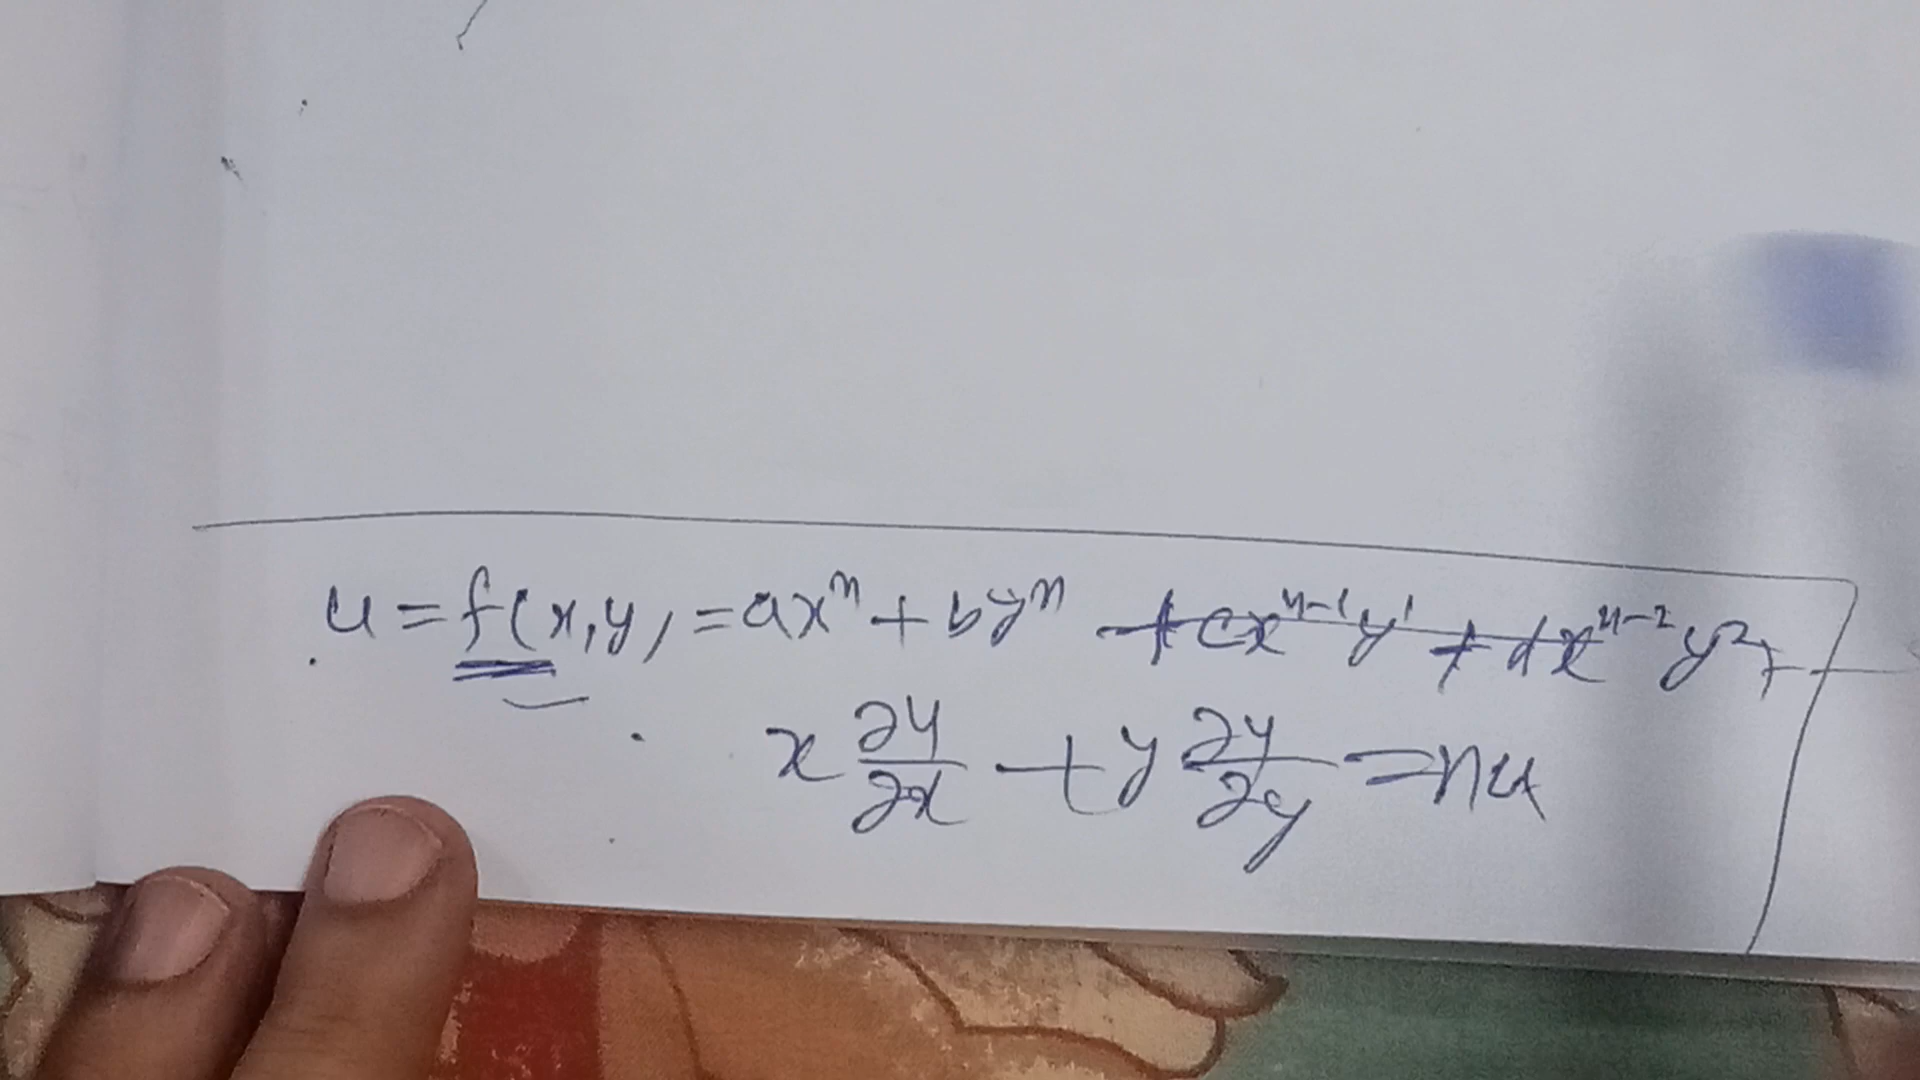 u = f(x,y) = ax^n + by^n + cx^{n-1}y^1 + dx^{n-2}y^2 +
x ∂u/∂x + y ∂u/∂y = nu